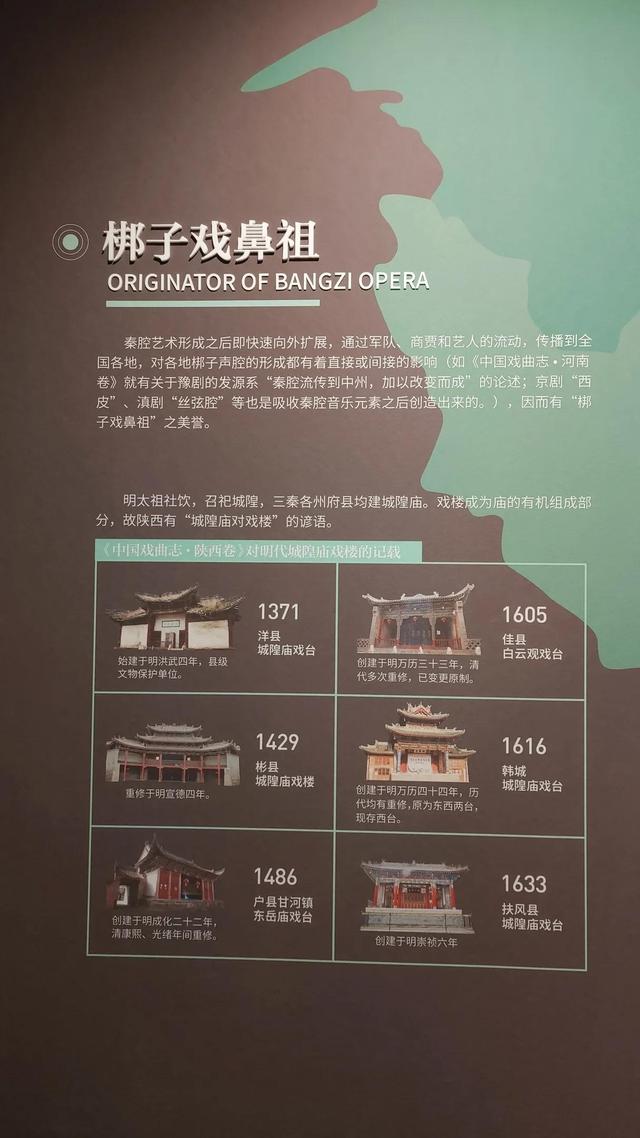 梆子戏鼻祖
ORIGINATOR OF BANGZI OPERA
秦腔艺术形成之后即快速向外扩展，通过军队、商贾和艺人的流动，传播到全
国各地，对各地梆子声腔的形成都有着直接或间接的影响（如《中国戏曲志•河南
卷》就有关于豫剧的发源系“秦腔流传到中州，加以改变而成”的论述；京剧“西
皮”、滇剧“丝弦腔”等也是吸收秦腔音乐元素之后创造出来的。），因而有“梆
子戏鼻祖”之美誉。
明太祖社饮，召祀城隍，三秦各州府县均建城隍庙。戏楼成为庙的有机组成部
分，故陕西有“城隍庙对戏楼”的谚语。
《中国戏曲志·陕西卷》对明代城隍庙戏楼的记载
1371
洋县
城隍庙戏台
始建于明洪武四年，县级
文物保护单位。
1605
佳县
白云观戏台
创建于明万历三十三年，清
代多次重修，已变更原制。
1429
彬县
城隍庙戏楼
重修于明宣德四年。
1616
韩城
城隍庙戏台
创建于明万历四十四年，历
代均有重修，原为东西两台，
现存西台。
1486
户县甘河镇
东岳庙戏台
创建于明成化二十二年，
清康熙、光绪年间重修。
1633
扶风县
城隍庙戏台
创建于明崇祯六年